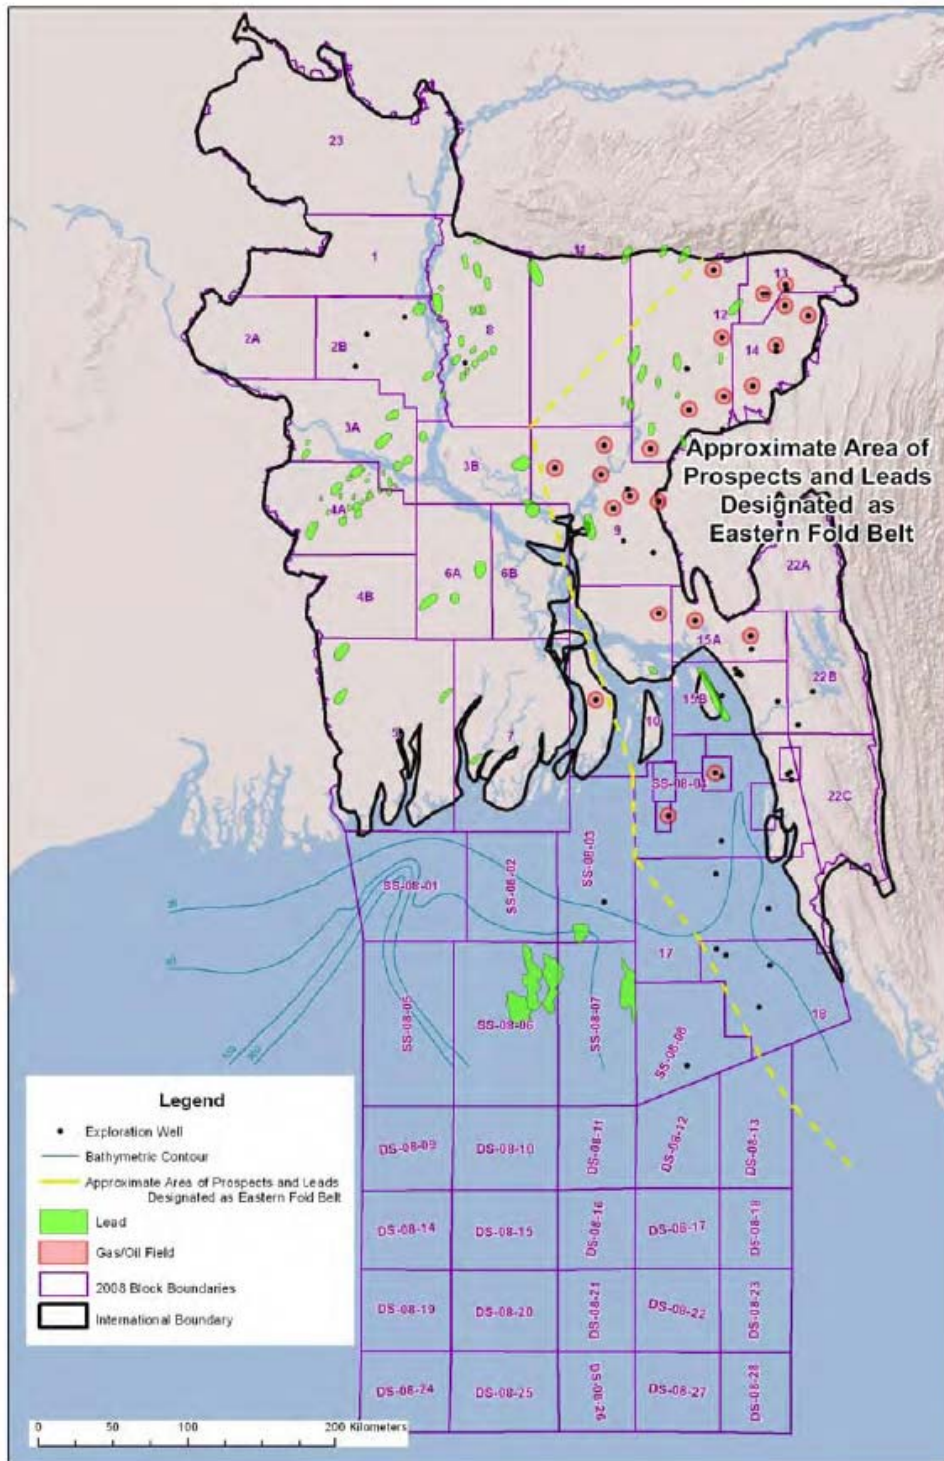 23
1
11
13
12
2A
2B
8
14
3A
3B
Approximate Area of
Prospects and Leads
Designated as
Eastern Fold Belt
4A
9
22A
4B
6A
6B
15A
22B
15B
10
5
7
SS-08-04
22C
SS-08-03
SS-08-02
SS-08-01
17
SS-08-05
SS-08-06
SS-08-07
SS-08-08
18
Legend
Exploration Well
Bathymetric Contour
Approximate Area of Prospects and Leads
Designated as Eastern Fold Belt
Lead
Gas/Oil Field
2008 Block Boundaries
International Boundary
DS-08-09
DS-08-10
DS-08-11
DS-08-12
DS-08-13
DS-08-14
DS-08-15
DS-08-16
DS-08-17
DS-08-18
DS-08-19
DS-08-20
DS-08-21
DS-08-22
DS-08-23
DS-08-24
DS-08-25
DS-08-26
DS-08-27
DS-08-28
0 50 100 200 Kilometers